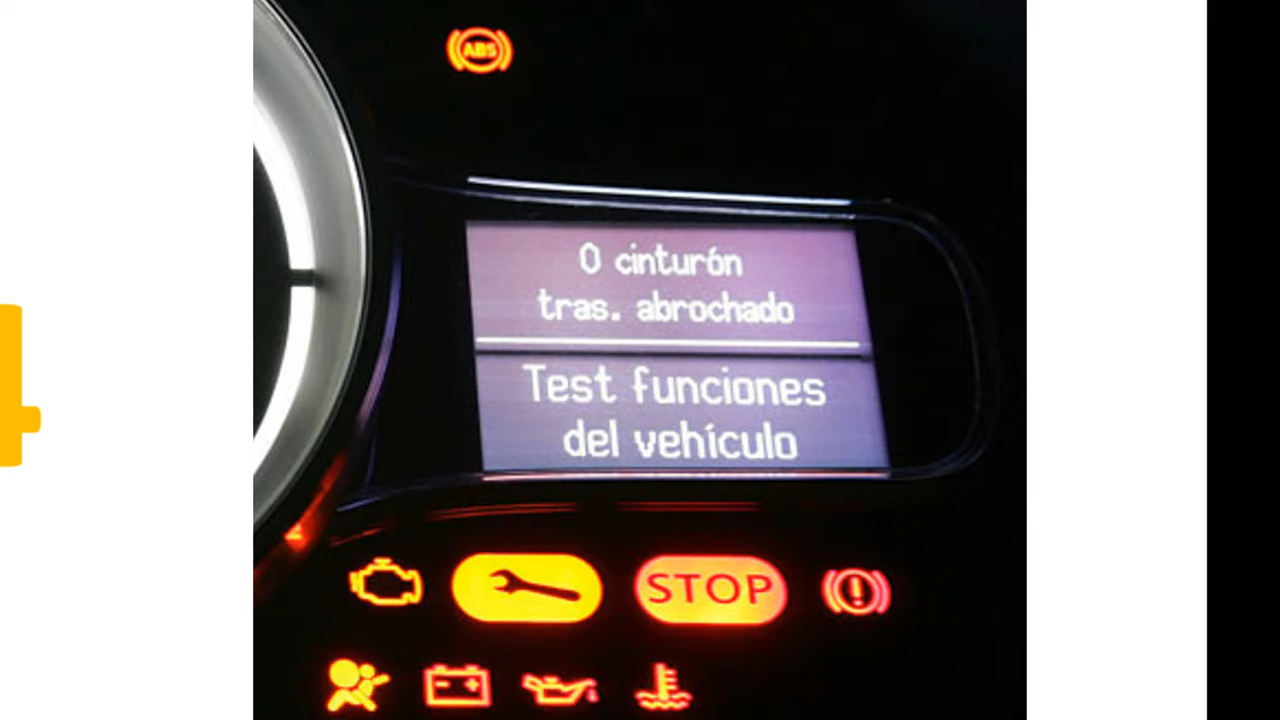 ABS
0 cinturón
tras. abrochado
Test funciones
del vehículo
STOP